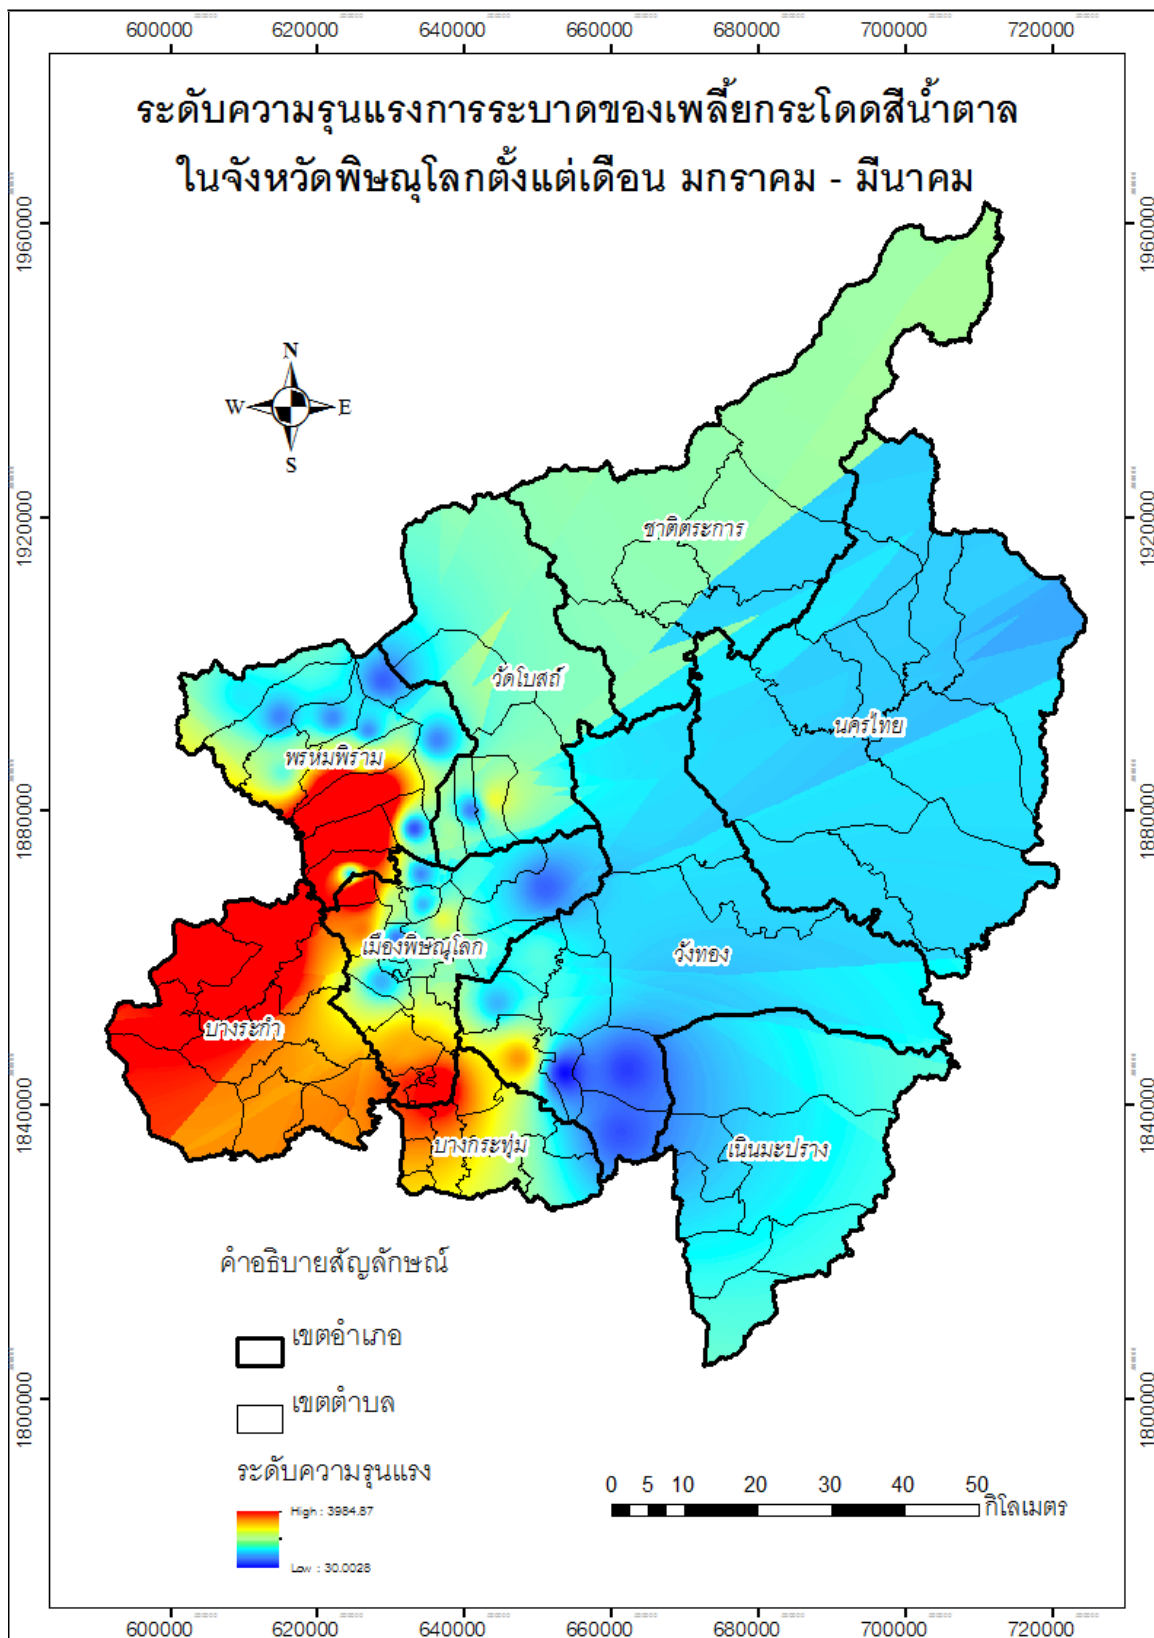 600000 620000 640000 660000 680000 700000 720000
ระดับความรุนแรงการระบาดของเพลี้ยกระโดดสีน้ำตาล
ในจังหวัดพิษณุโลกตั้งแต่เดือน มกราคม - มีนาคม
1960000
1960000
N
W E
S
1920000
1920000
ชาติตระการ
วัดโบสถ์
นครไทย
พรหมพิราม
1880000
1880000
เมืองพิษณุโลก
วังทอง
บางระกำ
1840000
1840000
บางกระทุ่ม
เนินมะปราง
คำอธิบายสัญลักษณ์
เขตอำเภอ
เขตตำบล
1800000
1800000
ระดับความรุนแรง
High : 3984.87
Low : 30.0028
0 5 10 20 30 40 50
กิโลเมตร
600000 620000 640000 660000 680000 700000 720000